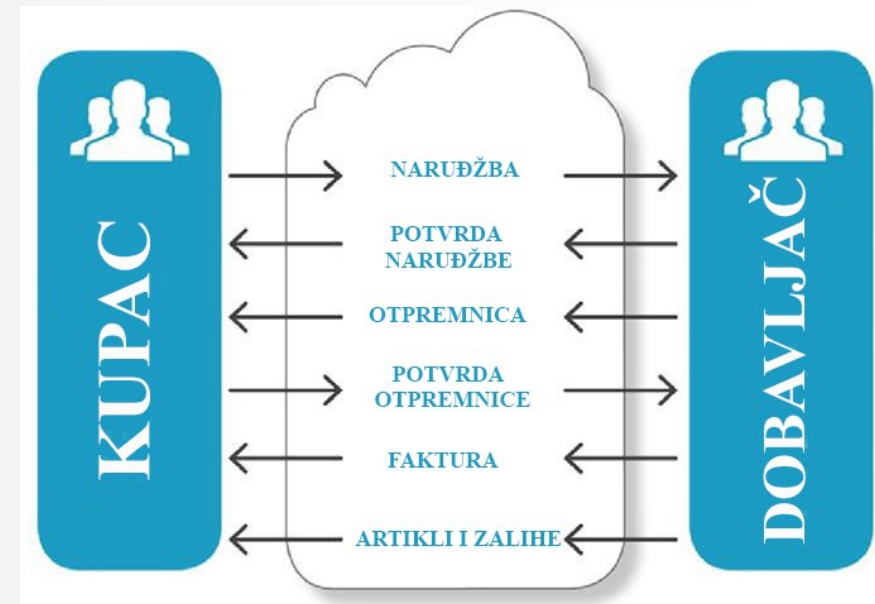 KUPAC
NARUĐŽBA
POTVRDA
NARUĐŽBE
OTPREMNICA
POTVRDA
OTPREMNICE
FAKTURA
ARTIKLI I ZALIHE
DOBAVLJAČ